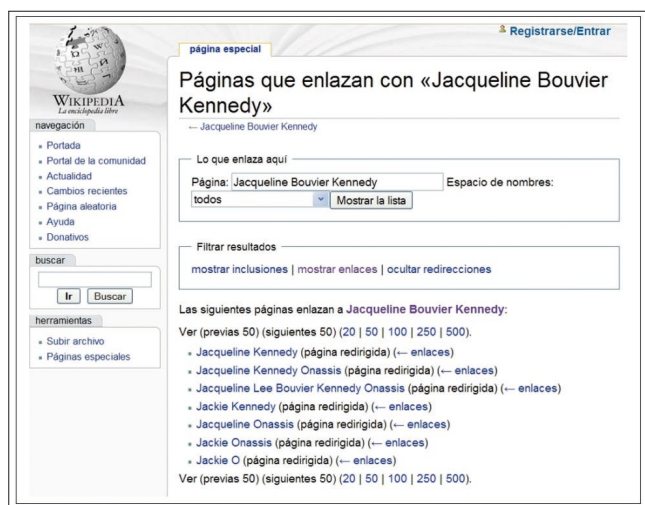 Registrarse/Entrar
página especial
Páginas que enlazan con «Jacqueline Bouvier
Kennedy»
← Jacqueline Bouvier Kennedy
WIKIPEDIA
La enciclopedia libre
navegación
Portada
Portal de la comunidad
Actualidad
Cambios recientes
Página aleatoria
Ayuda
Donativos
buscar
Ir Buscar
herramientas
Subir archivo
Páginas especiales
Lo que enlaza aquí
Página: Jacqueline Bouvier Kennedy Espacio de nombres:
todos Mostrar la lista
Filtrar resultados
mostrar inclusiones | mostrar enlaces | ocultar redirecciones
Las siguientes páginas enlazan a Jacqueline Bouvier Kennedy:
Ver (previas 50) (siguientes 50) (20 | 50 | 100 | 250 | 500).
Jacqueline Kennedy (página redirigida) (← enlaces)
Jacqueline Kennedy Onassis (página redirigida) (← enlaces)
Jacqueline Lee Bouvier Kennedy Onassis (página redirigida) (← enlaces)
Jackie Kennedy (página redirigida) (← enlaces)
Jacqueline Onassis (página redirigida) (← enlaces)
Jackie Onassis (página redirigida) (← enlaces)
Jackie O (página redirigida) (← enlaces)
Ver (previas 50) (siguientes 50) (20 | 50 | 100 | 250 | 500).